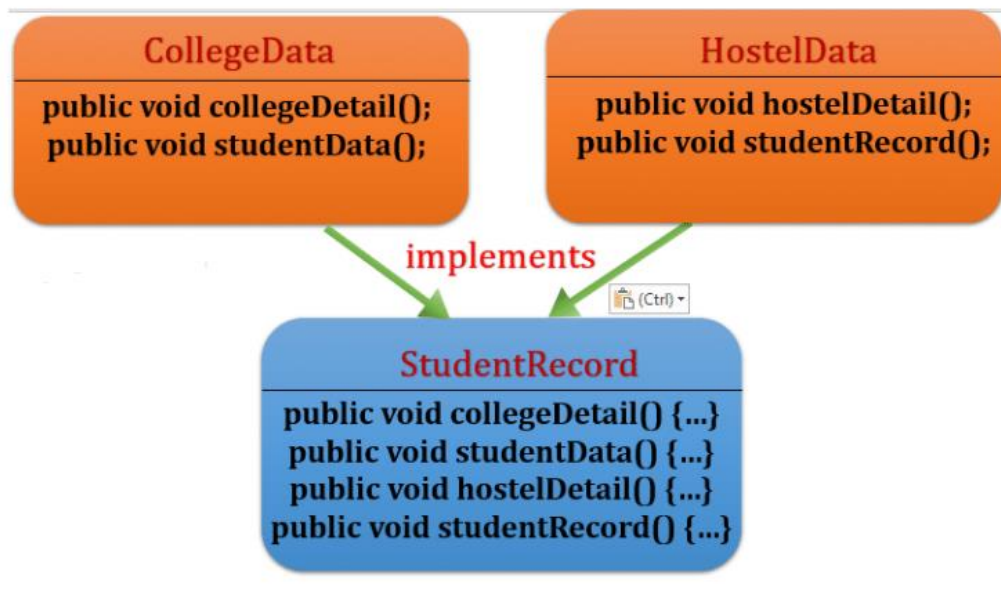 CollegeData
public void collegeDetail();
public void studentData();
HostelData
public void hostelDetail();
public void studentRecord();
implements
(Ctrl)
StudentRecord
public void collegeDetail() {...}
public void studentData() {...}
public void hostelDetail() {...}
public void studentRecord() {...}